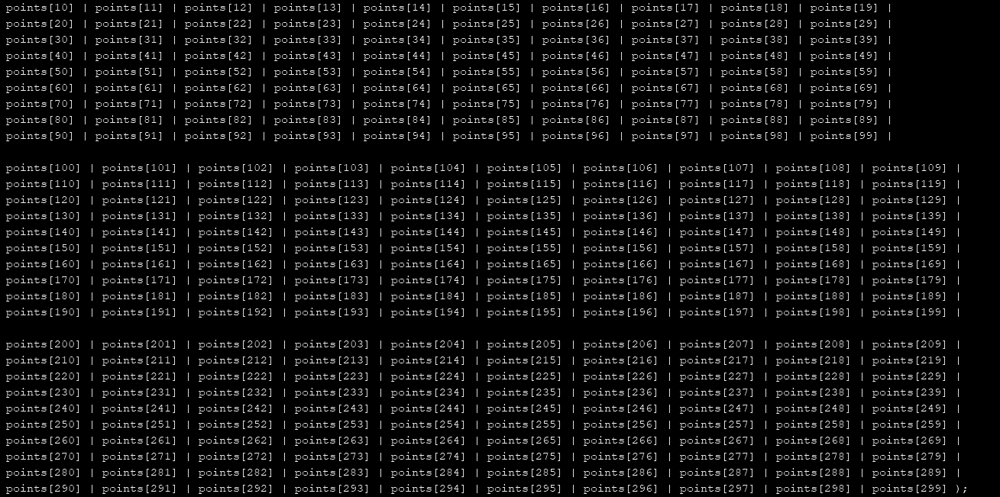 points[10] | points[11] | points[12] | points[13] | points[14] | points[15] | points[16] | points[17] | points[18] | points[19] |
points[20] | points[21] | points[22] | points[23] | points[24] | points[25] | points[26] | points[27] | points[28] | points[29] |
points[30] | points[31] | points[32] | points[33] | points[34] | points[35] | points[36] | points[37] | points[38] | points[39] |
points[40] | points[41] | points[42] | points[43] | points[44] | points[45] | points[46] | points[47] | points[48] | points[49] |
points[50] | points[51] | points[52] | points[53] | points[54] | points[55] | points[56] | points[57] | points[58] | points[59] |
points[60] | points[61] | points[62] | points[63] | points[64] | points[65] | points[66] | points[67] | points[68] | points[69] |
points[70] | points[71] | points[72] | points[73] | points[74] | points[75] | points[76] | points[77] | points[78] | points[79] |
points[80] | points[81] | points[82] | points[83] | points[84] | points[85] | points[86] | points[87] | points[88] | points[89] |
points[90] | points[91] | points[92] | points[93] | points[94] | points[95] | points[96] | points[97] | points[98] | points[99] |
points[100] | points[101] | points[102] | points[103] | points[104] | points[105] | points[106] | points[107] | points[108] | points[109] |
points[110] | points[111] | points[112] | points[113] | points[114] | points[115] | points[116] | points[117] | points[118] | points[119] |
points[120] | points[121] | points[122] | points[123] | points[124] | points[125] | points[126] | points[127] | points[128] | points[129] |
points[130] | points[131] | points[132] | points[133] | points[134] | points[135] | points[136] | points[137] | points[138] | points[139] |
points[140] | points[141] | points[142] | points[143] | points[144] | points[145] | points[146] | points[147] | points[148] | points[149] |
points[150] | points[151] | points[152] | points[153] | points[154] | points[155] | points[156] | points[157] | points[158] | points[159] |
points[160] | points[161] | points[162] | points[163] | points[164] | points[165] | points[166] | points[167] | points[168] | points[169] |
points[170] | points[171] | points[172] | points[173] | points[174] | points[175] | points[176] | points[177] | points[178] | points[179] |
points[180] | points[181] | points[182] | points[183] | points[184] | points[185] | points[186] | points[187] | points[188] | points[189] |
points[190] | points[191] | points[192] | points[193] | points[194] | points[195] | points[196] | points[197] | points[198] | points[199] |
points[200] | points[201] | points[202] | points[203] | points[204] | points[205] | points[206] | points[207] | points[208] | points[209] |
points[210] | points[211] | points[212] | points[213] | points[214] | points[215] | points[216] | points[217] | points[218] | points[219] |
points[220] | points[221] | points[222] | points[223] | points[224] | points[225] | points[226] | points[227] | points[228] | points[229] |
points[230] | points[231] | points[232] | points[233] | points[234] | points[235] | points[236] | points[237] | points[238] | points[239] |
points[240] | points[241] | points[242] | points[243] | points[244] | points[245] | points[246] | points[247] | points[248] | points[249] |
points[250] | points[251] | points[252] | points[253] | points[254] | points[255] | points[256] | points[257] | points[258] | points[259] |
points[260] | points[261] | points[262] | points[263] | points[264] | points[265] | points[266] | points[267] | points[268] | points[269] |
points[270] | points[271] | points[272] | points[273] | points[274] | points[275] | points[276] | points[277] | points[278] | points[279] |
points[280] | points[281] | points[282] | points[283] | points[284] | points[285] | points[286] | points[287] | points[288] | points[289] |
points[290] | points[291] | points[292] | points[293] | points[294] | points[295] | points[296] | points[297] | points[298] | points[299] );